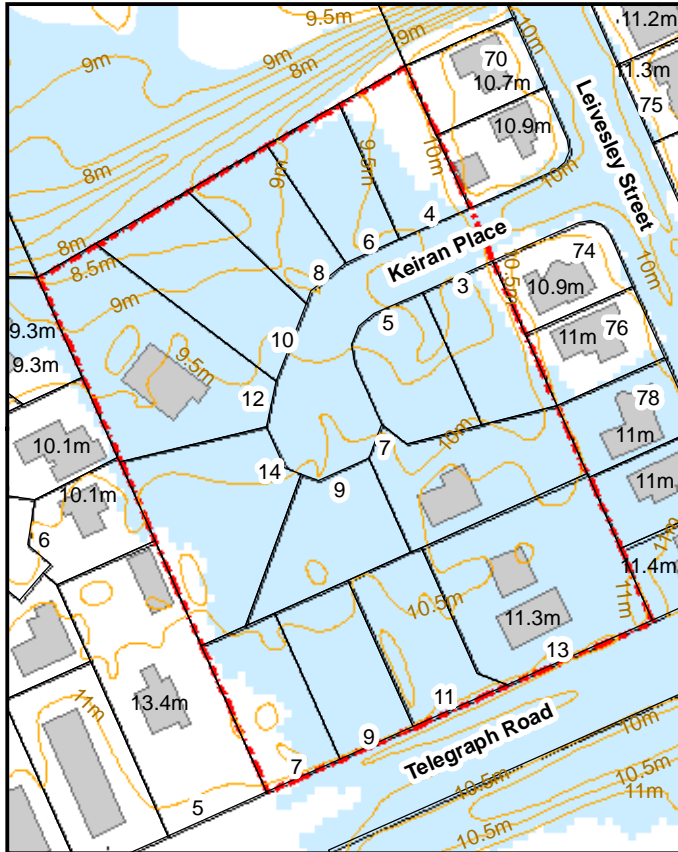 9.5m
11.2m
9m
10m
9m
8m
70
10.7m
11.3m
75
Leivesley Street
10.9m
9m
9.5m
10m
8m
10m
4
Keiran Place
6
8m
8.5m
8
3
10.5m
74
10m
9m
5
10.9m
9.3m
10
11m
76
9.3m
9.5m
12
78
10m
11m
10.1m
7
14
9
11m
10.1m
6
11.4m
10.5m
11m
11.3m
13
13.4m
11m
11
9
Telegraph Road
10m
7
10.5m
10.5m
11m
5
10.5m